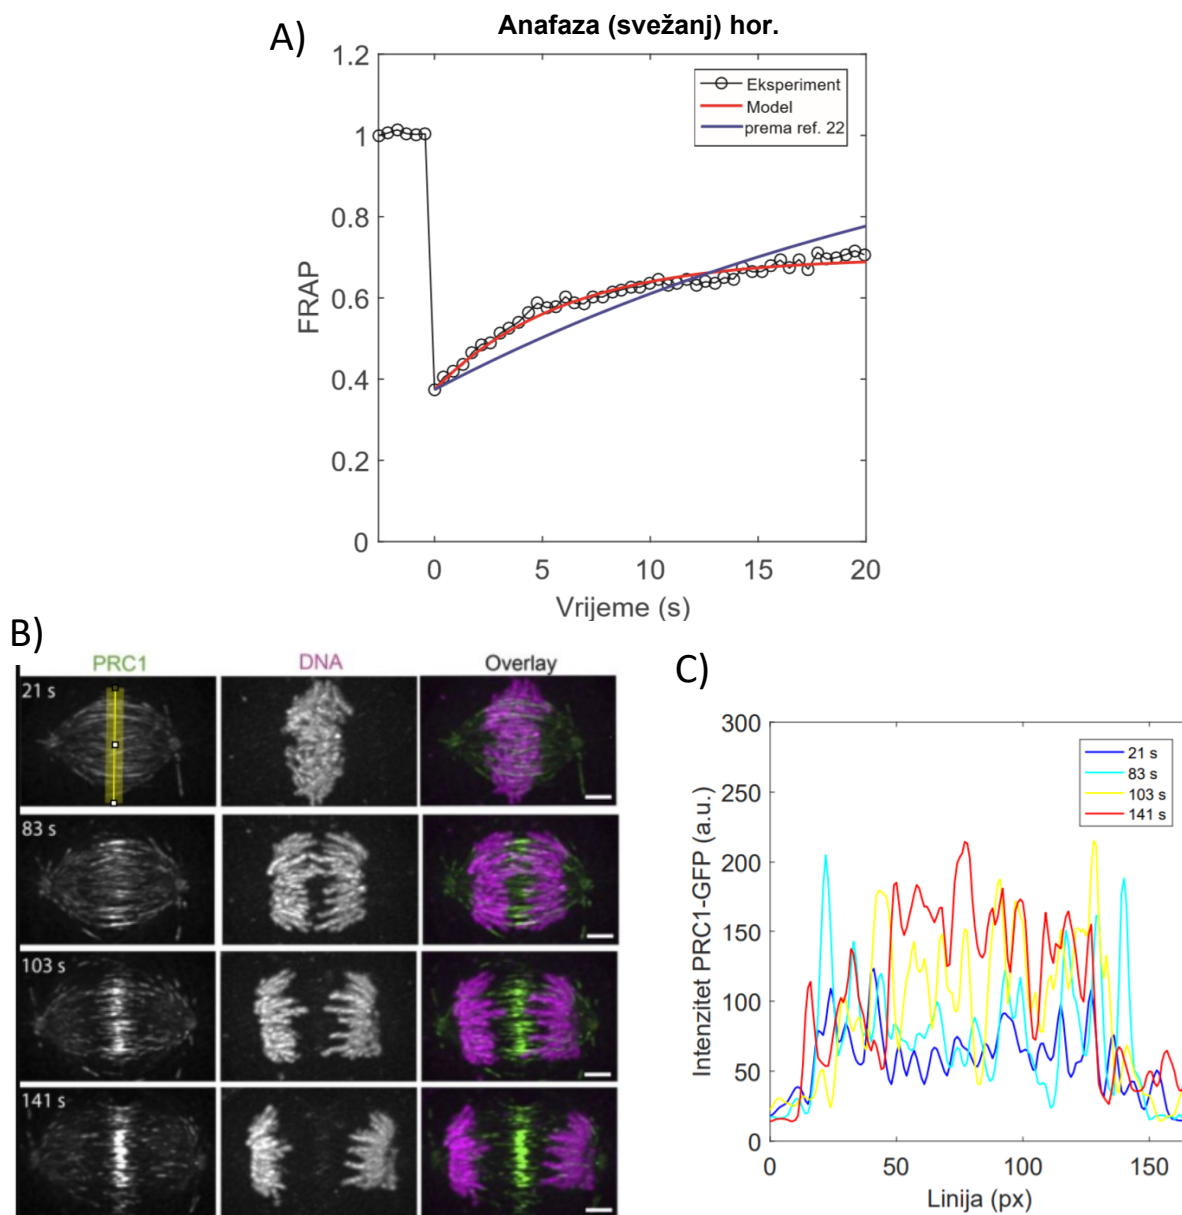 A)
Anafaza (svežanj) hor.
1.2
1
0.8
0.6
0.4
0.2
0
FRAP
Eksperiment
Model
prema ref. 22
0 5 10 15 20
Vrijeme (s)
B)
PRC1 DNA Overlay
21 s
83 s
103 s
141 s
C)
300
250
200
150
100
50
0
Intenzitet PRC1-GFP (a.u.)
21 s
83 s
103 s
141 s
0 50 100 150
Linija (px)